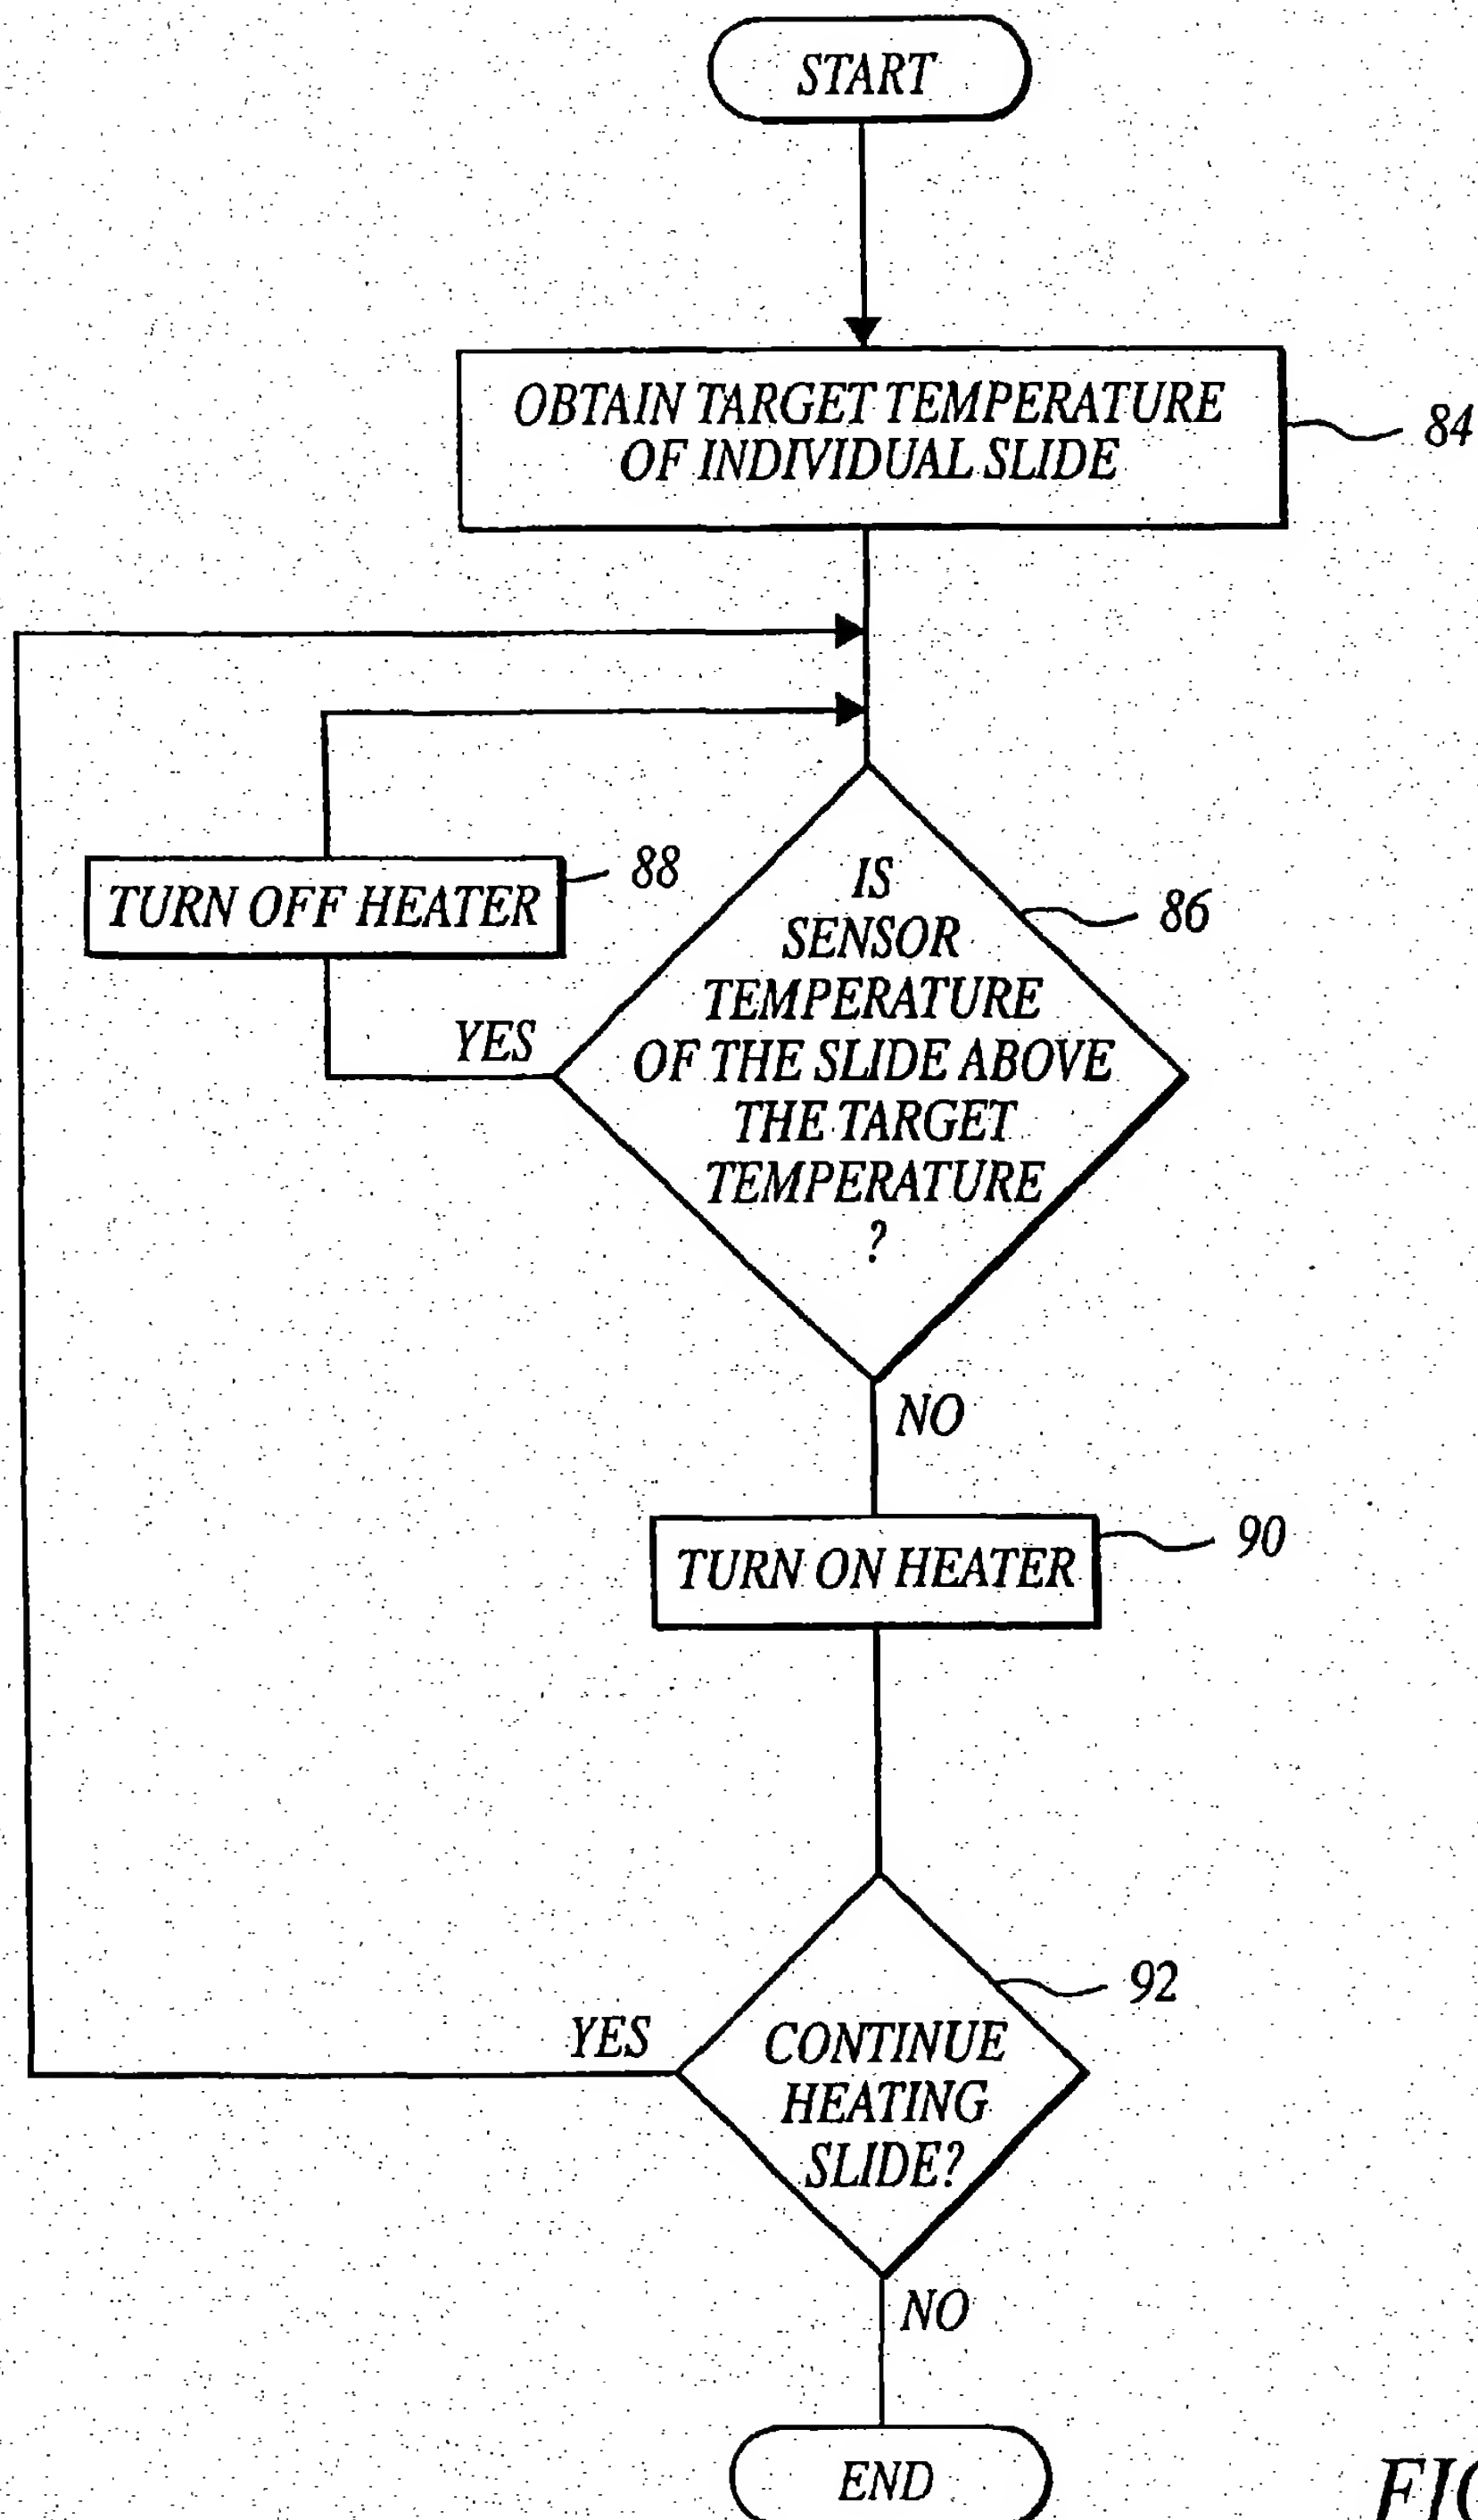 START
OBTAIN TARGET TEMPERATURE
OF INDIVIDUAL SLIDE
84
TURN OFF HEATER
88
YES
IS
SENSOR
TEMPERATURE
OF THE SLIDE ABOVE
THE TARGET
TEMPERATURE
?
86
NO
TURN ON HEATER
90
CONTINUE
HEATING
SLIDE?
92
YES
NO
END